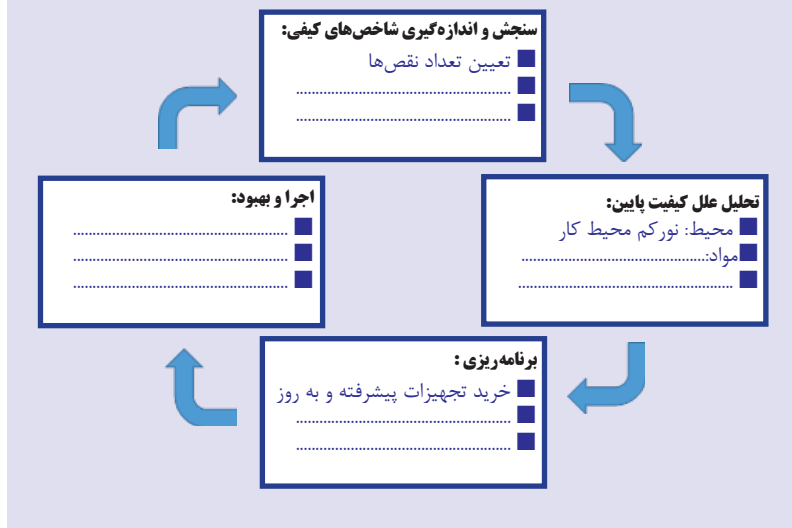 سنجش و اندازه‌گیری شاخص‌های کیفی:
■ تعیین تعداد نقص‌ها
■ ......................................................
■ ......................................................
تحلیل علل کیفیت پایین:
■ محیط: نورکم محیط کار
■ مواد:......................................................
■ ......................................................
برنامه‌ریزی :
■ خرید تجهیزات پیشرفته و به روز
■ ......................................................
■ ......................................................
اجرا و بهبود:
■ ......................................................
■ ......................................................
■ ......................................................